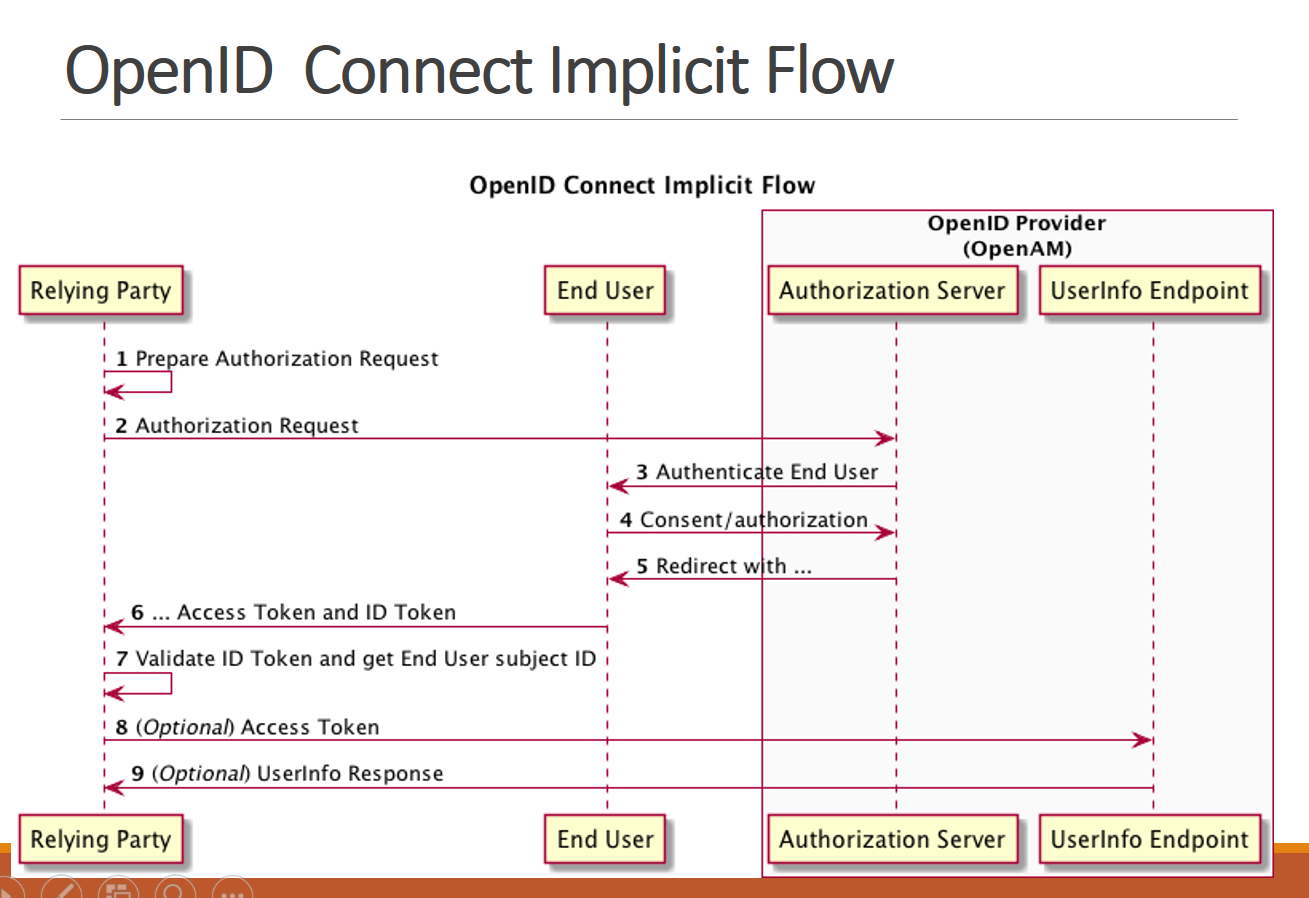 OpenID Connect Implicit Flow
OpenID Connect Implicit Flow
OpenID Provider
(OpenAM)
Relying Party
End User
Authorization Server
UserInfo Endpoint
1 Prepare Authorization Request
2 Authorization Request
3 Authenticate End User
4 Consent/authorization
5 Redirect with ...
6 ... Access Token and ID Token
7 Validate ID Token and get End User subject ID
8 (Optional) Access Token
9 (Optional) UserInfo Response
Relying Party
End User
Authorization Server
UserInfo Endpoint